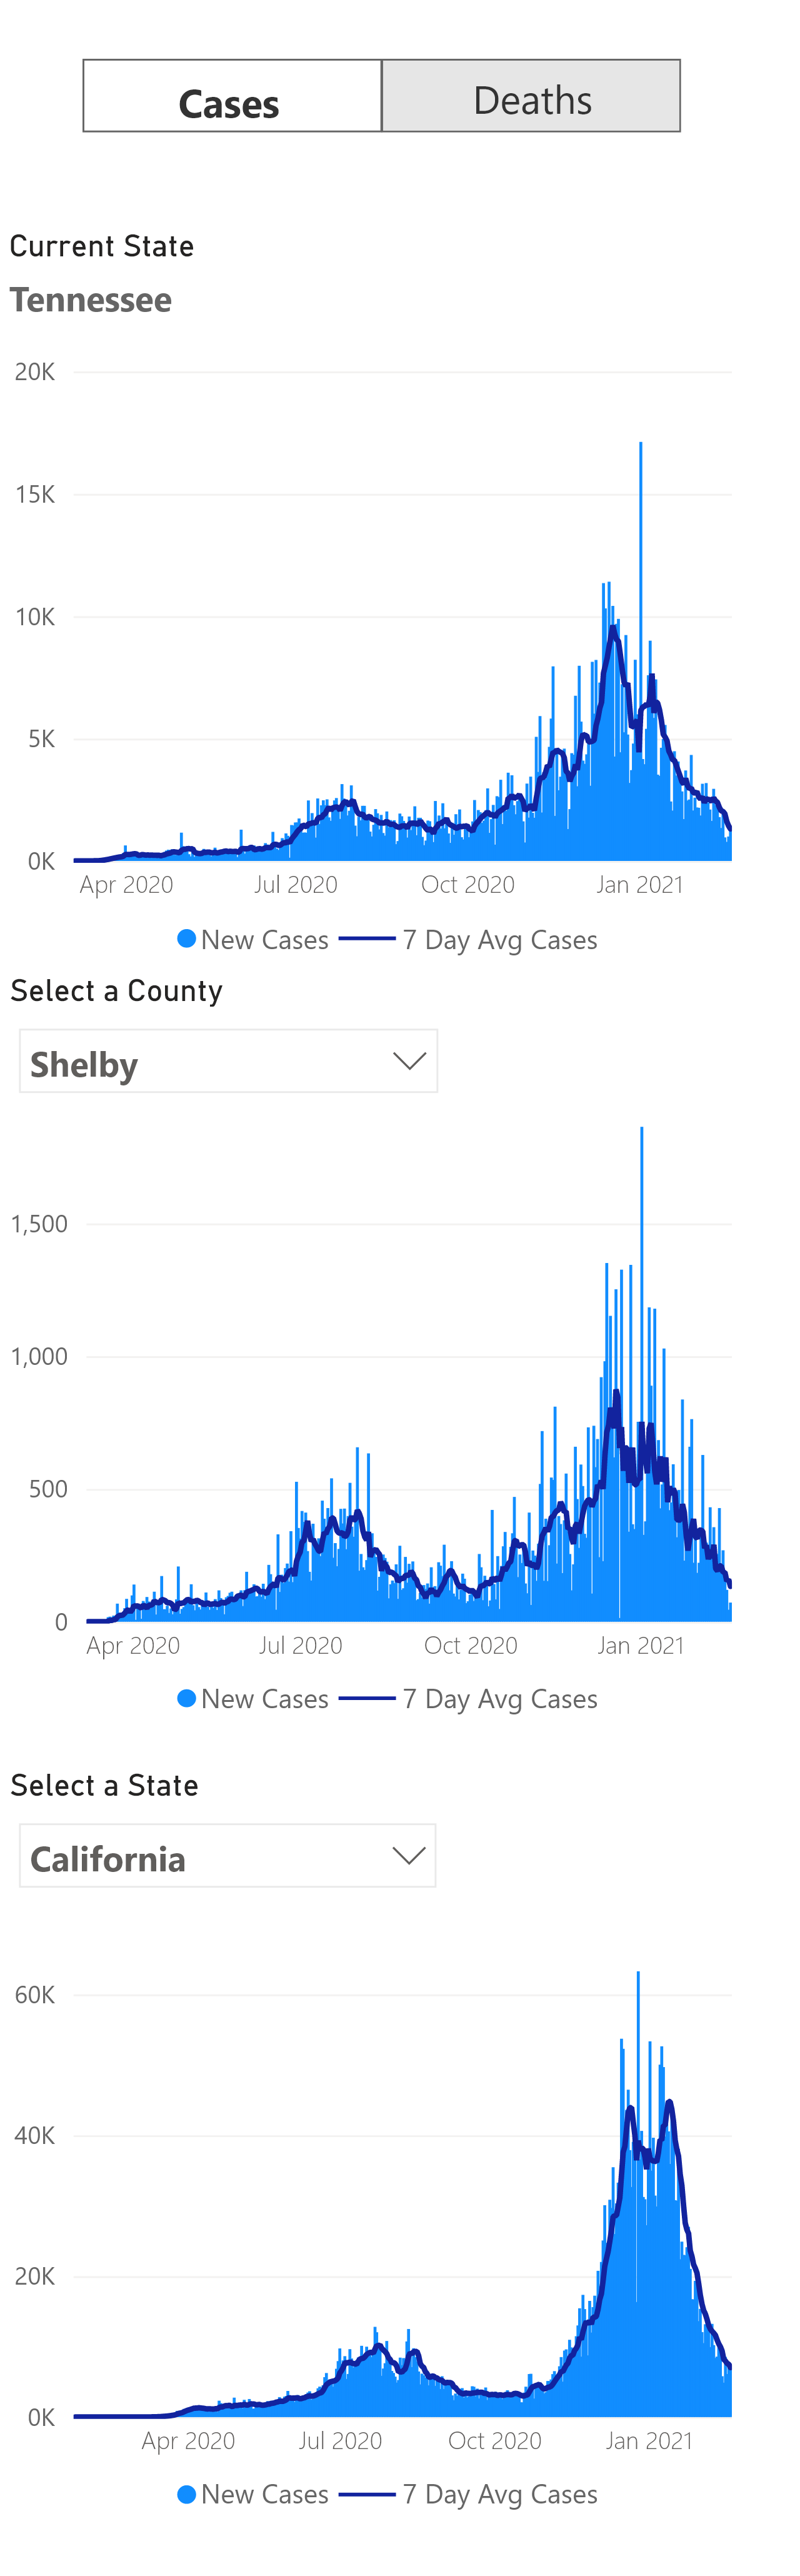 Cases Deaths
Current State
Tennessee
20K
15K
10K
5K
0K
Apr 2020 Jul 2020 Oct 2020 Jan 2021
New Cases 7 Day Avg Cases
Select a County
Shelby
1,500
1,000
500
0
Apr 2020 Jul 2020 Oct 2020 Jan 2021
New Cases 7 Day Avg Cases
Select a State
California
60K
40K
20K
0K
Apr 2020 Jul 2020 Oct 2020 Jan 2021
New Cases 7 Day Avg Cases